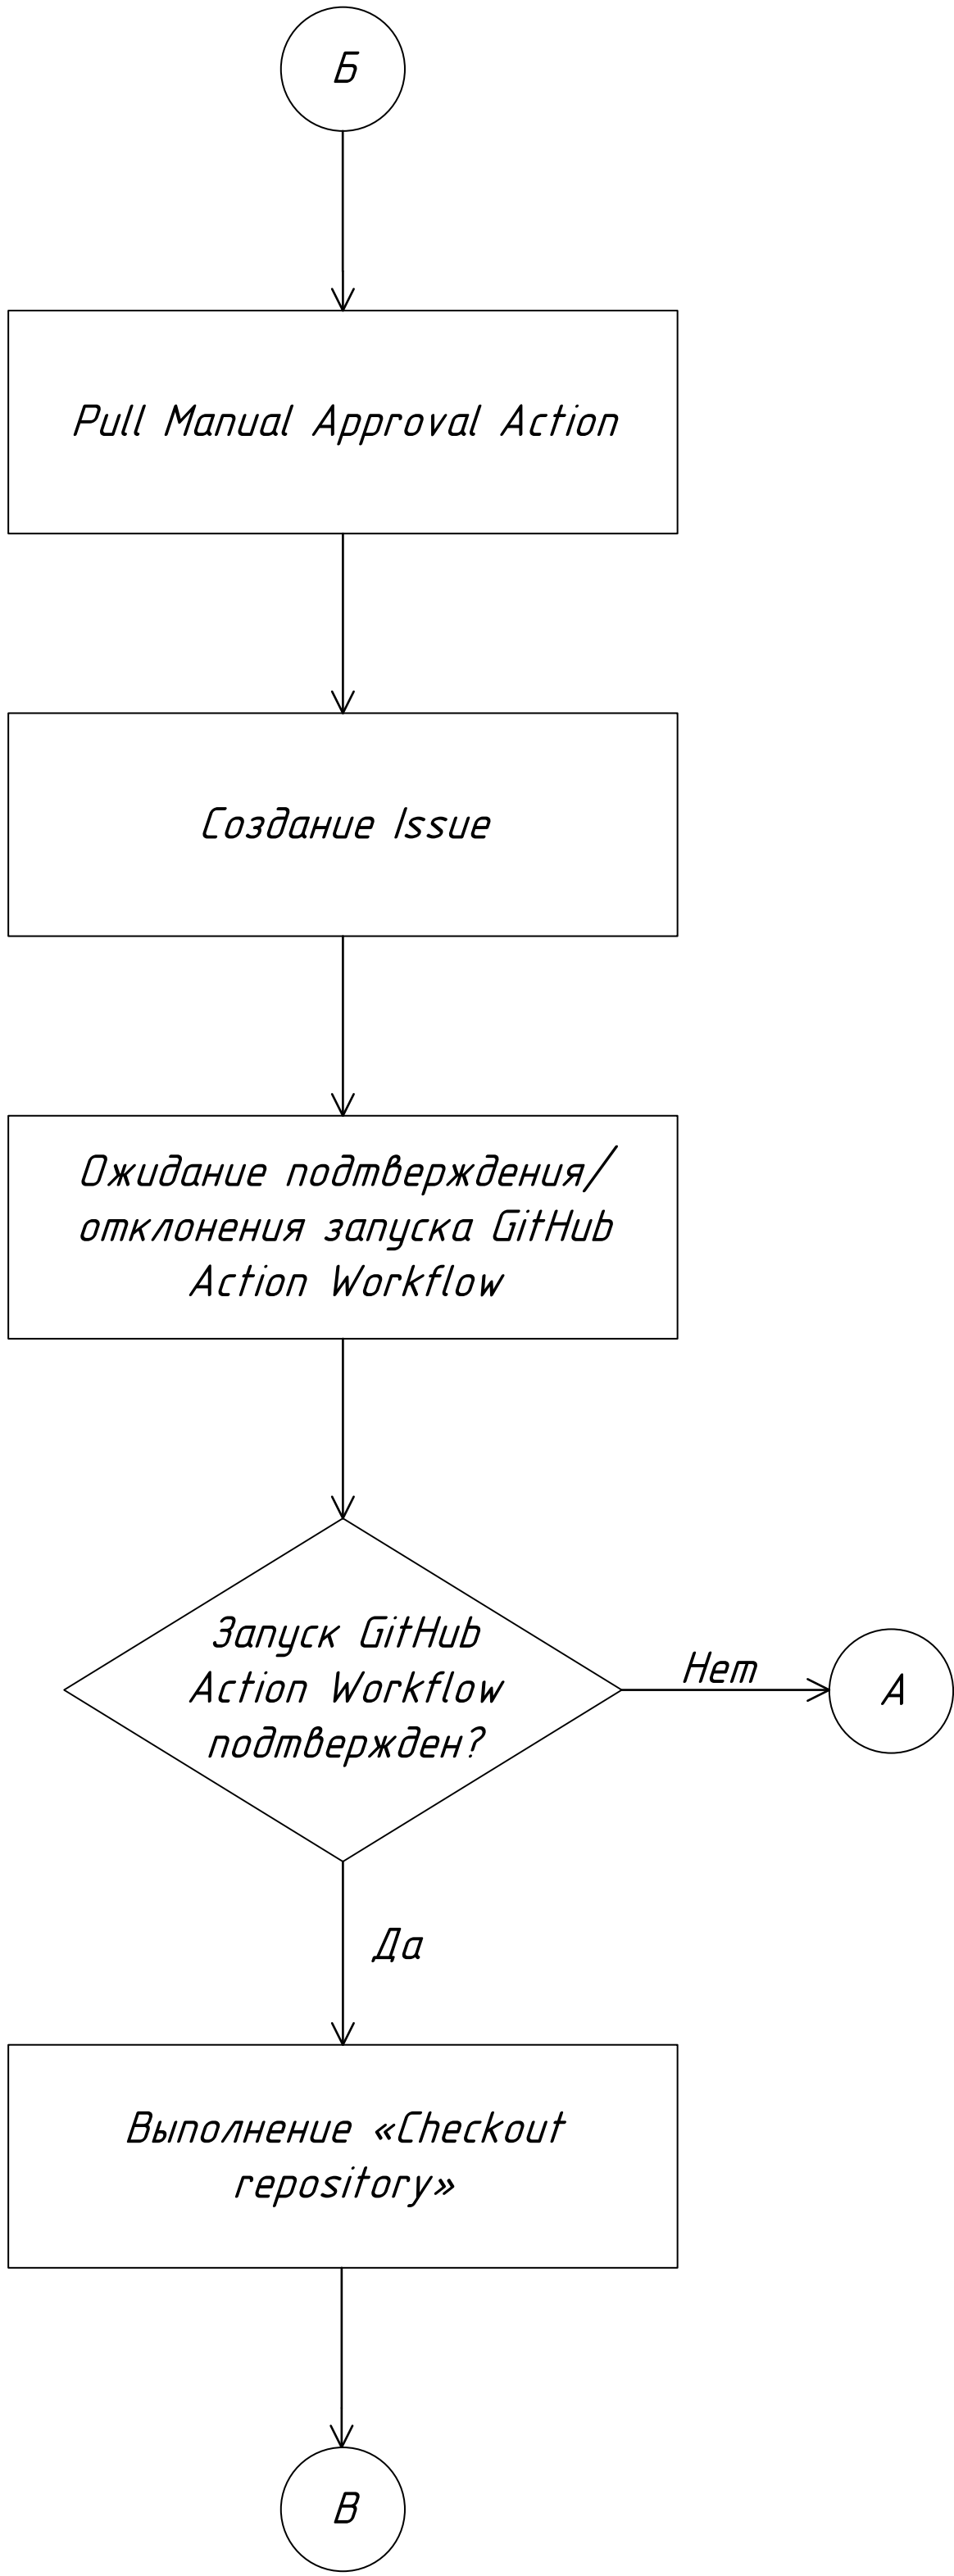 Б
Pull Manual Approval Action
Создание Issue
Ожидание подтверждения/
отклонения запуска GitHub
Action Workflow
Запуск GitHub
Action Workflow
подтвержден?
Нет
А
Да
Выполнение «Checkout
repository»
В